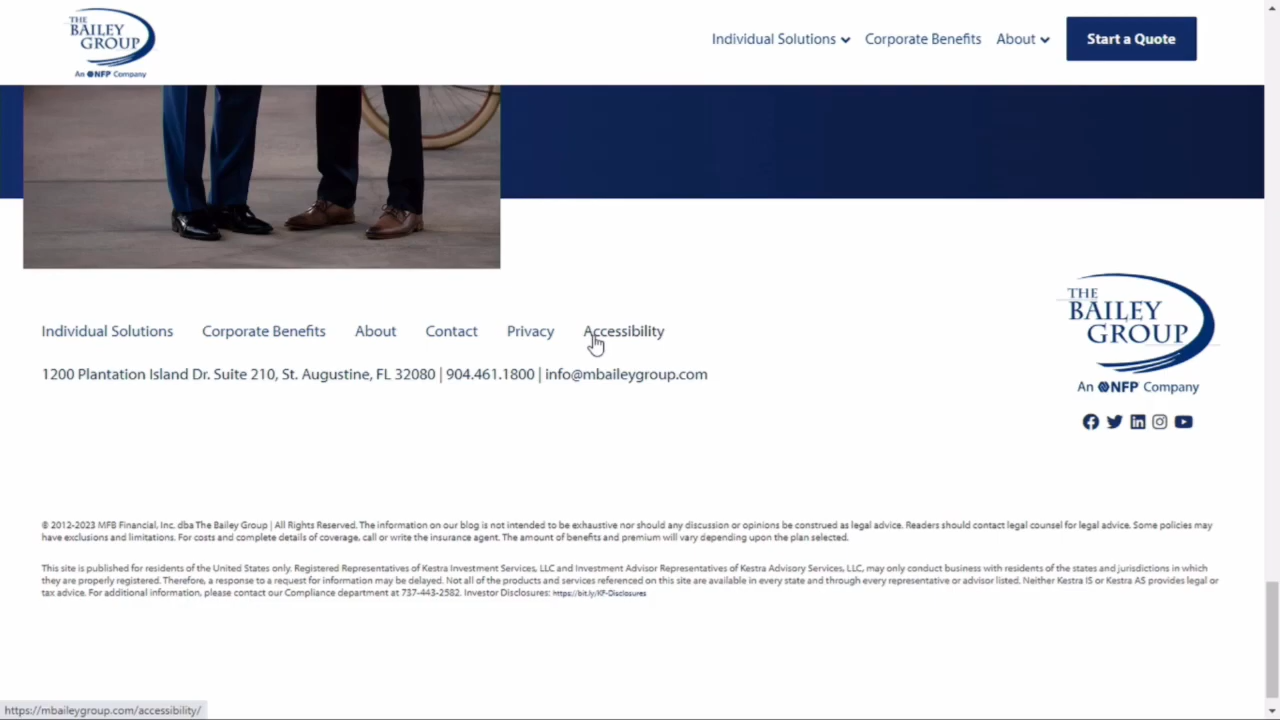 THE
BAILEY
GROUP
An NFP Company
Individual Solutions
Corporate Benefits
About
Start a Quote
Individual Solutions
Corporate Benefits
About
Contact
Privacy
Accessibility
1200 Plantation Island Dr. Suite 210, St. Augustine, FL 32080 | 904.461.1800 | info@mbaileygroup.com
THE
BAILEY
GROUP
An NFP Company
© 2012-2023 MFB Financial, Inc. dba The Bailey Group | All Rights Reserved. The information on our blog is not intended to be exhaustive nor should any discussion or opinions be construed as legal advice. Readers should contact legal counsel for legal advice. Some policies may
have exclusions and limitations. For costs and complete details of coverage, call or write the insurance agent. The amount of benefits and premium will vary depending upon the plan selected.
This site is published for residents of the United States only. Registered Representatives of Kestra Investment Services, LLC and Investment Advisor Representatives of Kestra Advisory Services, LLC, may only conduct business with residents of the states and jurisdictions in which
they are properly registered. Therefore, a response to a request for information may be delayed. Not all of the products and services referenced on this site are available in every state and through every representative or advisor listed. Neither Kestra IS or Kestra AS provides legal or
tax advice. For additional information, please contact our Compliance department at 737-443-2582. Investor Disclosures: https://bit.ly/KF-Disclosures
https://mbaileygroup.com/accessibility/